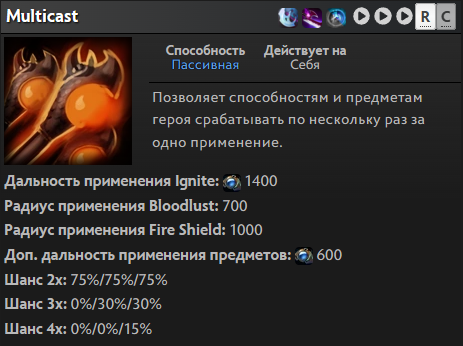 Multicast R C
Способность Действует на
Пассивная Себя
Позволяет способностям и предметам
героя срабатывать по нескольку раз за
одно применение.
Дальность применения Ignite: 1400
Радиус применения Bloodlust: 700
Радиус применения Fire Shield: 1000
Доп. дальность применения предметов: 600
Шанс 2x: 75%/75%/75%
Шанс 3x: 0%/30%/30%
Шанс 4x: 0%/0%/15%